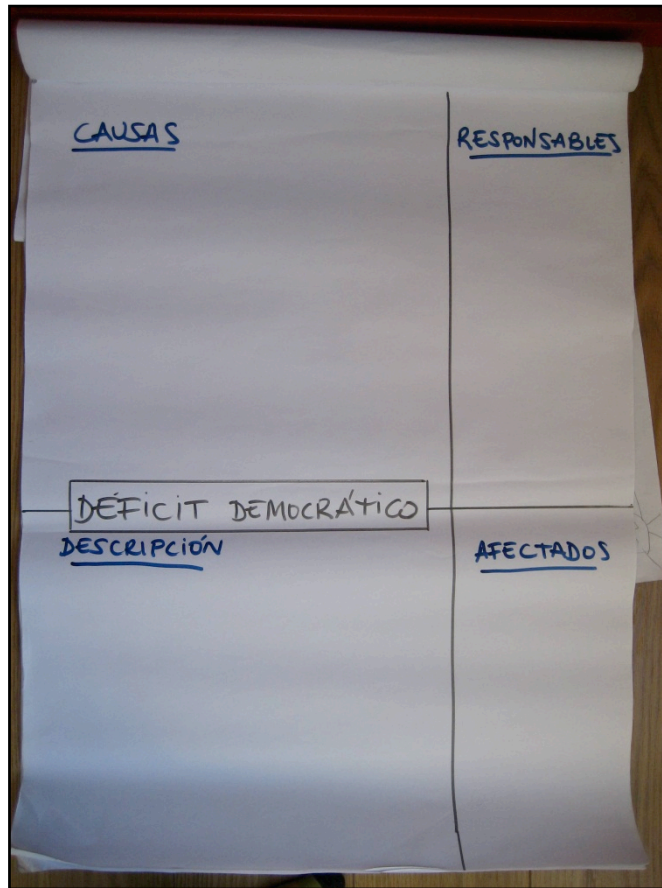 CAUSAS
RESPONSABLES
DÉFICIT DEMOCRÁTICO
DESCRIPCIÓN
AFECTADOS